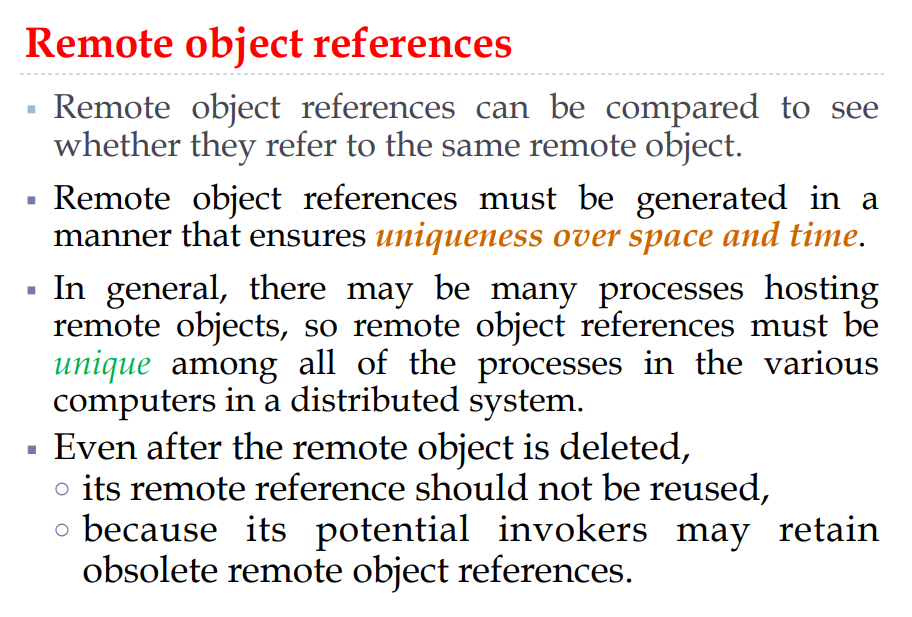 Remote object references
▪ Remote object references can be compared to see
whether they refer to the same remote object.
▪ Remote object references must be generated in a
manner that ensures uniqueness over space and time.
▪ In general, there may be many processes hosting
remote objects, so remote object references must be
unique among all of the processes in the various
computers in a distributed system.
▪ Even after the remote object is deleted,
○ its remote reference should not be reused,
○ because its potential invokers may retain
obsolete remote object references.